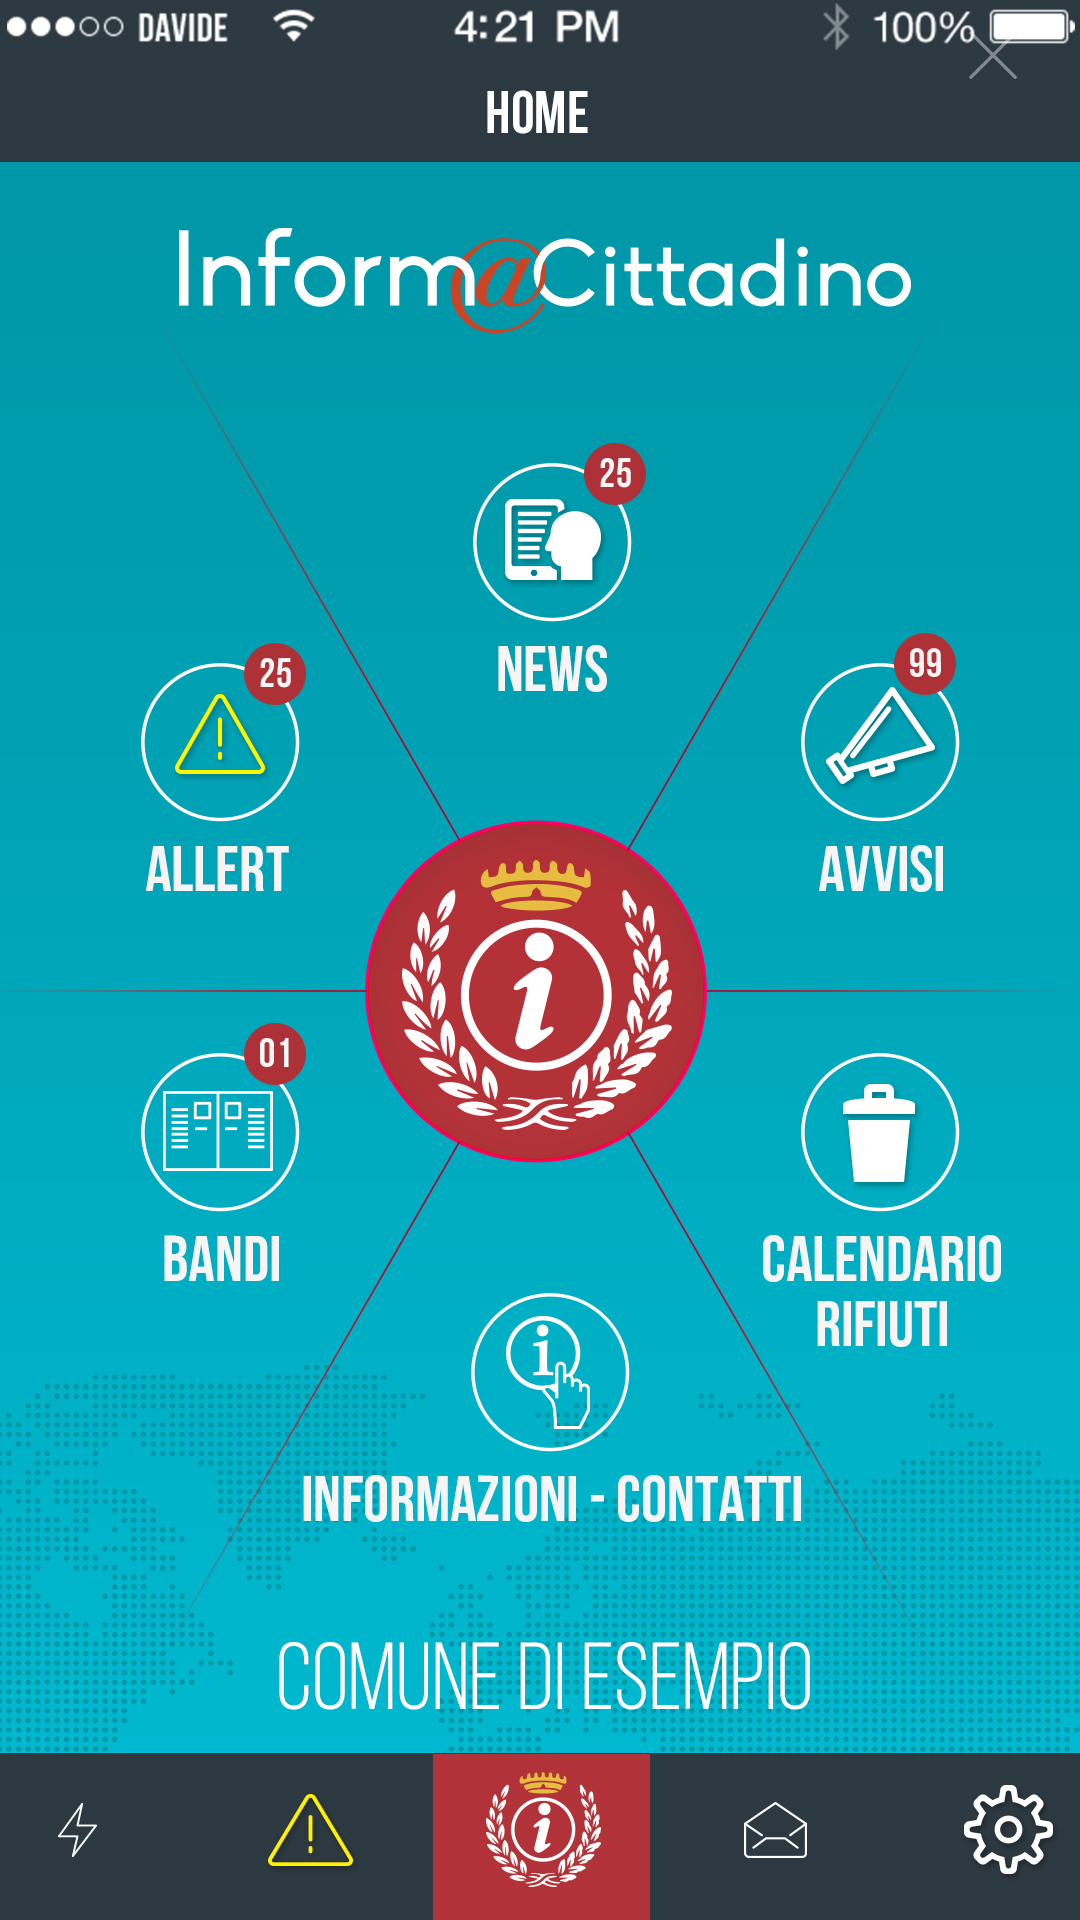 DAVIDE 4:21 PM 100%
HOME
Inform@Cittadino
25
NEWS
25
ALLERT
99
AVVISI
i
01
BANDI
CALENDARIO
RIFIUTI
i
INFORMAZIONI - CONTATTI
COMUNE DI ESEMPIO
i